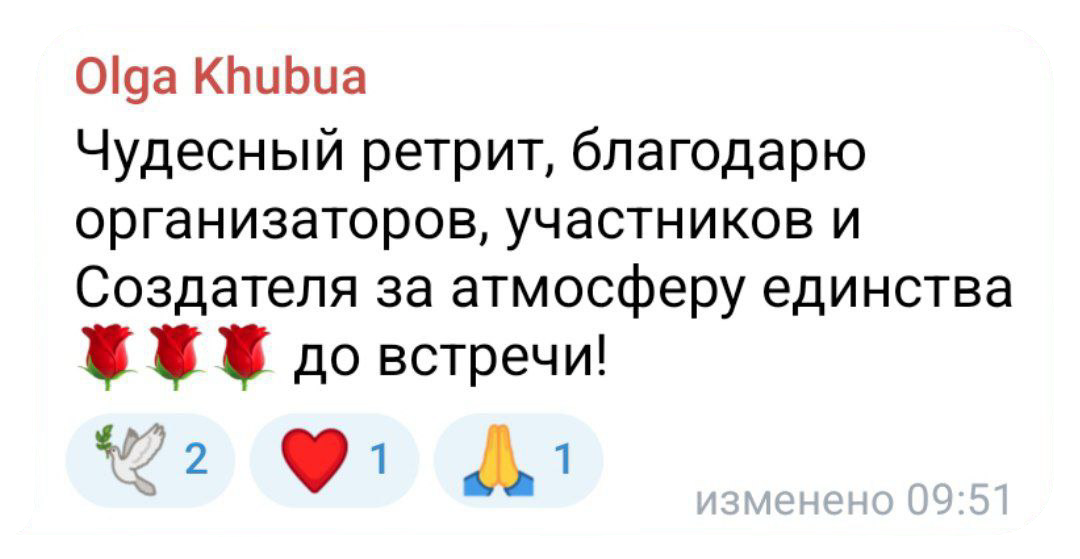 Olga Khubua
Чудесный ретрит, благодарю
организаторов, участников и
Создателя за атмосферу единства
🌹🌹🌹 до встречи!
🕊 2 ❤️ 1 🙏 1
изменено 09:51